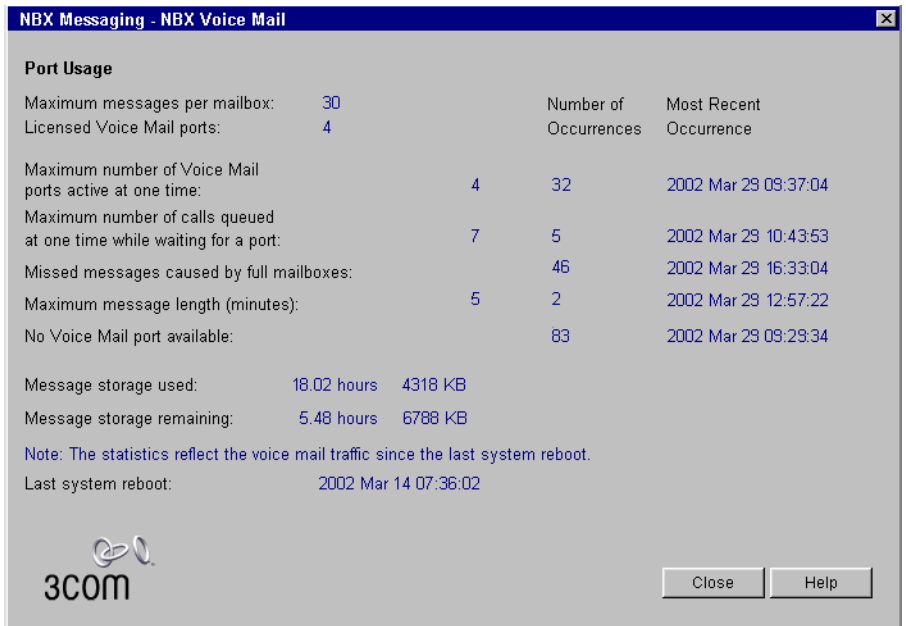 NBX Messaging - NBX Voice Mail
Port Usage
Maximum messages per mailbox: 30 Number of Most Recent
Licensed Voice Mail ports: 4 Occurrences Occurrence
Maximum number of Voice Mail
ports active at one time: 4 32 2002 Mar 29 09:37:04
Maximum number of calls queued
at one time while waiting for a port: 7 5 2002 Mar 29 10:43:53
Missed messages caused by full mailboxes: 46 2002 Mar 29 16:33:04
Maximum message length (minutes): 5 2 2002 Mar 29 12:57:22
No Voice Mail port available: 83 2002 Mar 29 09:29:34
Message storage used: 18.02 hours 4318 KB
Message storage remaining: 5.48 hours 6788 KB
Note: The statistics reflect the voice mail traffic since the last system reboot.
Last system reboot: 2002 Mar 14 07:36:02
3COM
Close Help